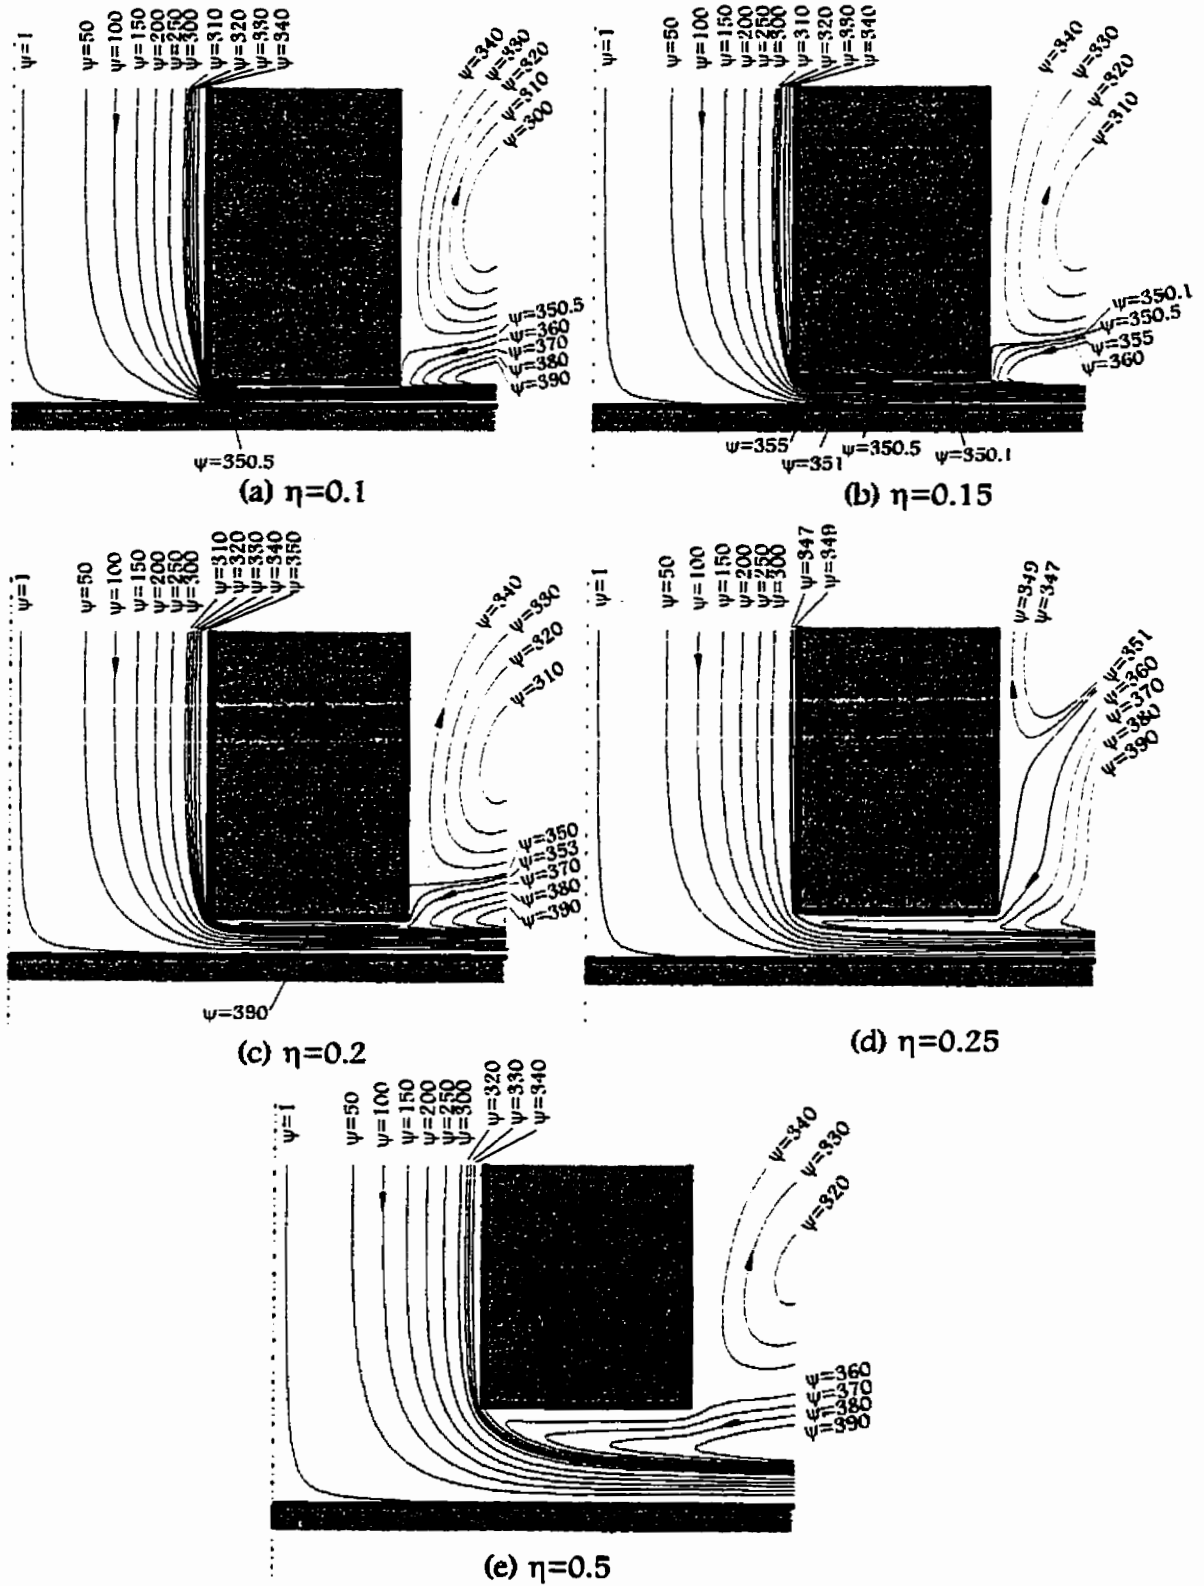 ψ=1
ψ=50
ψ=100
ψ=150
ψ=200
ψ=250
ψ=300
ψ=310
ψ=320
ψ=330
ψ=340
ψ=340
ψ=330
ψ=320
ψ=310
ψ=300
ψ=350.5
ψ=360
ψ=370
ψ=380
ψ=390
ψ=350.5
(a) η=0.1
ψ=1
ψ=50
ψ=100
ψ=150
ψ=200
ψ=250
ψ=300
ψ=310
ψ=320
ψ=330
ψ=340
ψ=340
ψ=330
ψ=320
ψ=310
ψ=350.1
ψ=350.5
ψ=355
ψ=360
ψ=355
ψ=351
ψ=350.5
ψ=350.1
(b) η=0.15
ψ=1
ψ=50
ψ=100
ψ=150
ψ=200
ψ=250
ψ=300
ψ=310
ψ=320
ψ=330
ψ=340
ψ=350
ψ=340
ψ=330
ψ=320
ψ=310
ψ=350
ψ=353
ψ=370
ψ=380
ψ=390
ψ=390
(c) η=0.2
ψ=1
ψ=50
ψ=100
ψ=150
ψ=200
ψ=250
ψ=300
ψ=347
ψ=349
ψ=349
ψ=347
ψ=351
ψ=360
ψ=370
ψ=380
ψ=390
(d) η=0.25
ψ=1
ψ=50
ψ=100
ψ=150
ψ=200
ψ=250
ψ=300
ψ=320
ψ=330
ψ=340
ψ=340
ψ=330
ψ=320
ψ=360
ψ=370
ψ=380
ψ=390
(e) η=0.5